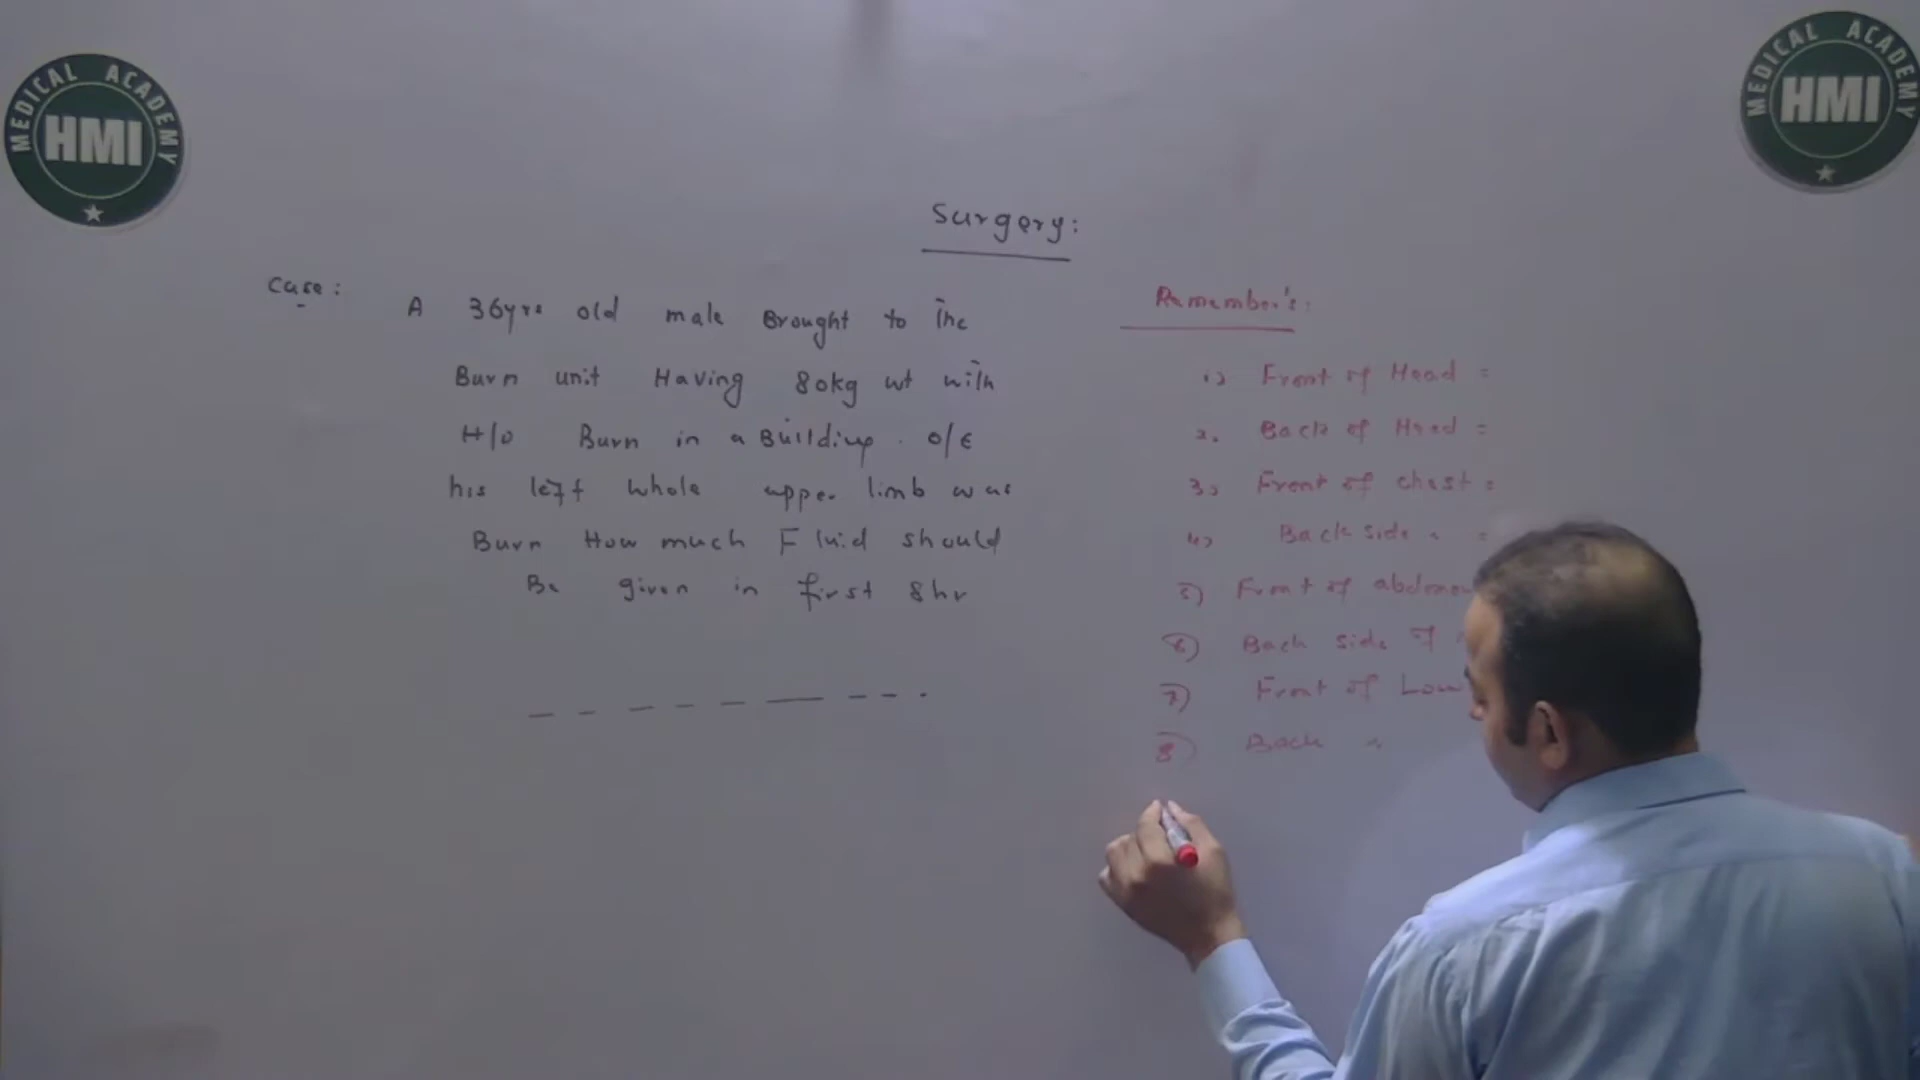 MEDICAL ACADEMY
HMI
MEDICAL ACADEMY
HMI
Surgery:
Case: A 36yrs old male Brought to the
Burn unit Having 80kg wt with
H/O Burn in a Building. O/E
his left whole upper limb was
Burn How much Fluid should
Be given in first 8hr
Remember's:
1) Front of Head =
2. Back of Head =
3) Front of chest =
4) Back side " =
5) Front of abdomen
6) Back side of
7) Front of Low
8) Back "